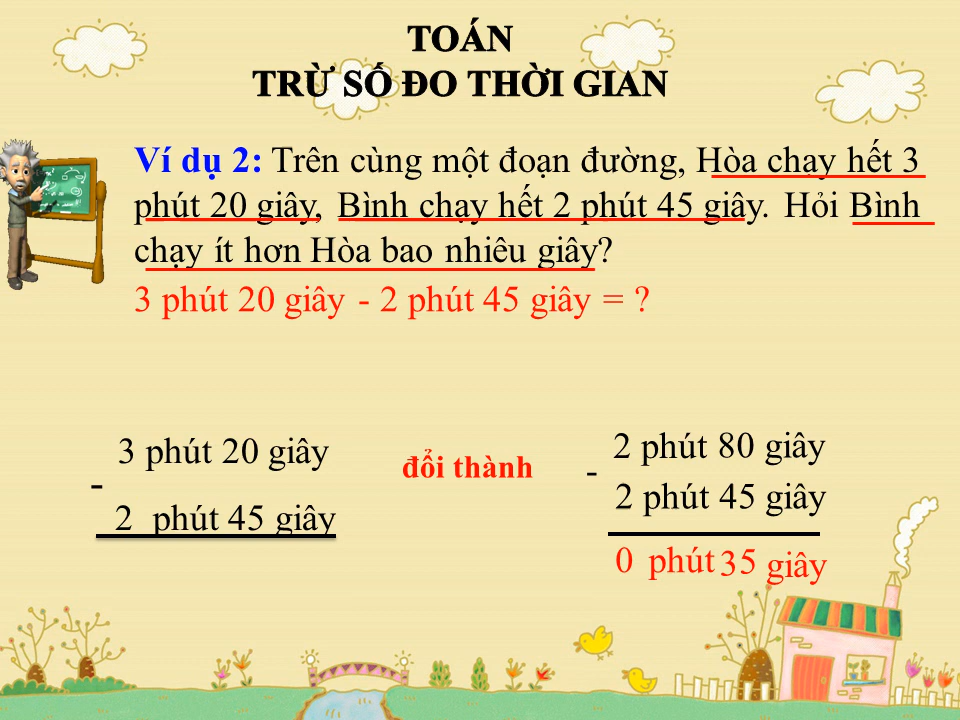 TOÁN
TRỪ SỐ ĐO THỜI GIAN
Ví dụ 2: Trên cùng một đoạn đường, Hòa chạy hết 3
phút 20 giây, Bình chạy hết 2 phút 45 giây. Hỏi Bình
chạy ít hơn Hòa bao nhiêu giây?
3 phút 20 giây - 2 phút 45 giây = ?
3 phút 20 giây
-
2 phút 45 giây
đổi thành
2 phút 80 giây
-
2 phút 45 giây
0 phút 35 giây